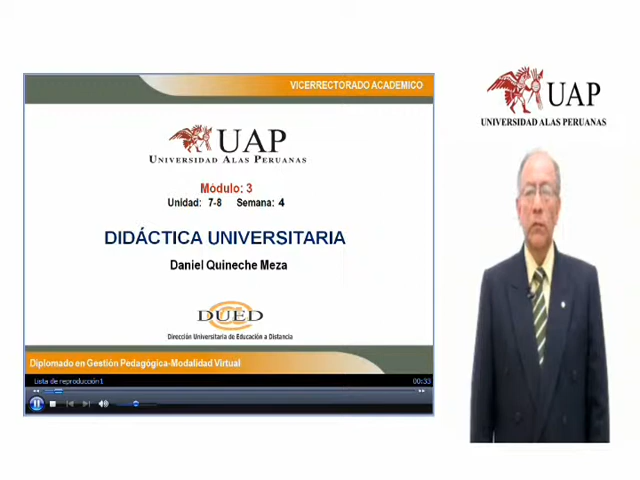 VICERRECTORADO ACADEMICO
UAP
UNIVERSIDAD ALAS PERUANAS
Módulo: 3
Unidad: 7-8 Semana: 4
DIDÁCTICA UNIVERSITARIA
Daniel Quineche Meza
DUED
Dirección Universitaria de Educación a Distancia
Diplomado en Gestión Pedagógica-Modalidad Virtual
Lista de reproducción1 00:33
UAP
UNIVERSIDAD ALAS PERUANAS